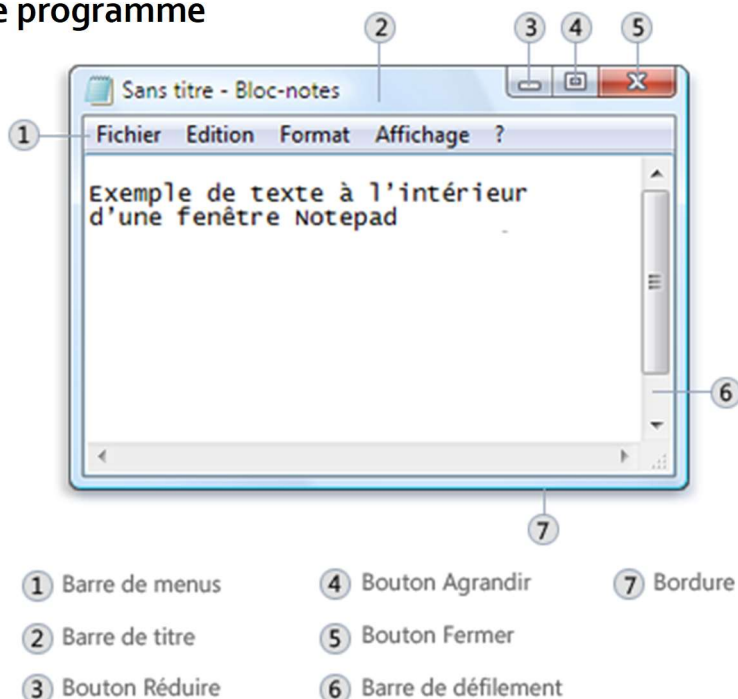 e programme
2 3 4 5
Sans titre - Bloc-notes
1 Fichier Edition Format Affichage ?
Exemple de texte à l'intérieur
d'une fenêtre Notepad
6
7
1 Barre de menus
2 Barre de titre
3 Bouton Réduire
4 Bouton Agrandir
5 Bouton Fermer
6 Barre de défilement
7 Bordure